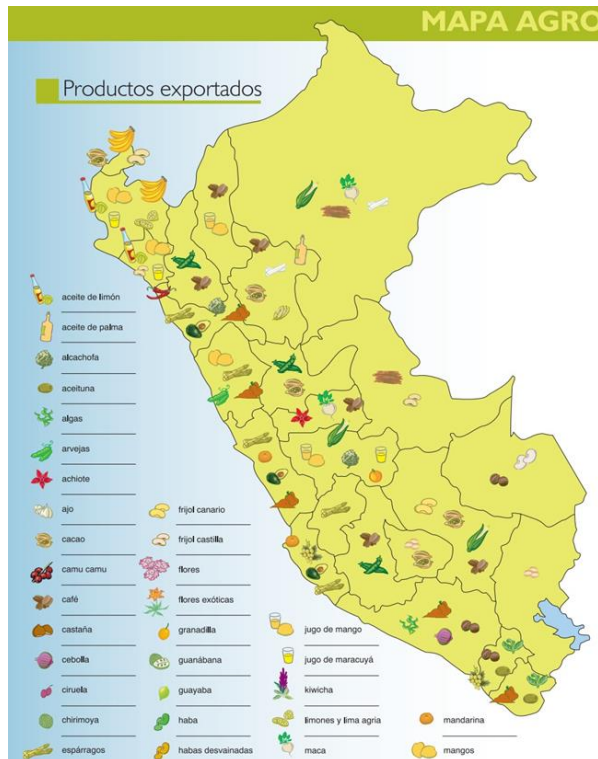 MAPA AGRO
Productos exportados
aceite de limón
aceite de palma
alcachofa
aceituna
algas
arvejas
achiote
ajo
cacao
camu camu
café
castaña
cebolla
ciruela
chirimoya
espárragos
frijol canario
frijol castilla
flores
flores exóticas
granadilla
guanábana
guayaba
haba
habas desvainadas
jugo de mango
jugo de maracuyá
kiwicha
limones y lima agria
maca
mandarina
mangos